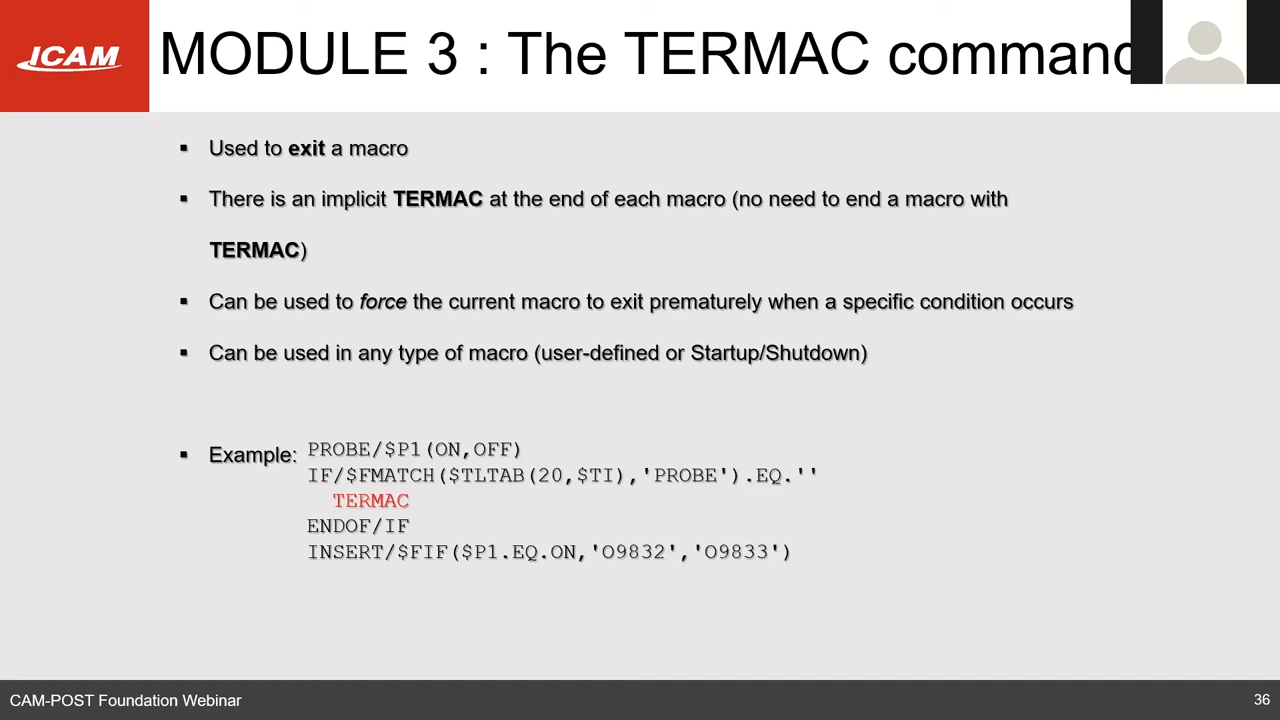 ICAM
MODULE 3 : The TERMAC command
▪ Used to exit a macro
▪ There is an implicit TERMAC at the end of each macro (no need to end a macro with
TERMAC)
▪ Can be used to force the current macro to exit prematurely when a specific condition occurs
▪ Can be used in any type of macro (user-defined or Startup/Shutdown)
▪ Example:
PROBE/$P1(ON,OFF)
IF/$FMATCH($TLTAB(20,$TI),'PROBE').EQ.''
TERMAC
ENDOF/IF
INSERT/$FIF($P1.EQ.ON,'O9832','O9833')
CAM-POST Foundation Webinar
36